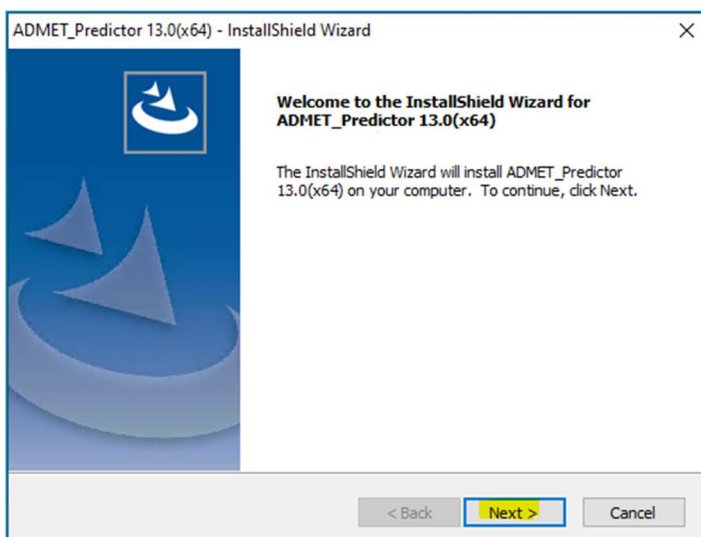 ADMET_Predictor 13.0(x64) - InstallShield Wizard
Welcome to the InstallShield Wizard for
ADMET_Predictor 13.0(x64)
The InstallShield Wizard will install ADMET_Predictor
13.0(x64) on your computer. To continue, click Next.
< Back Next > Cancel